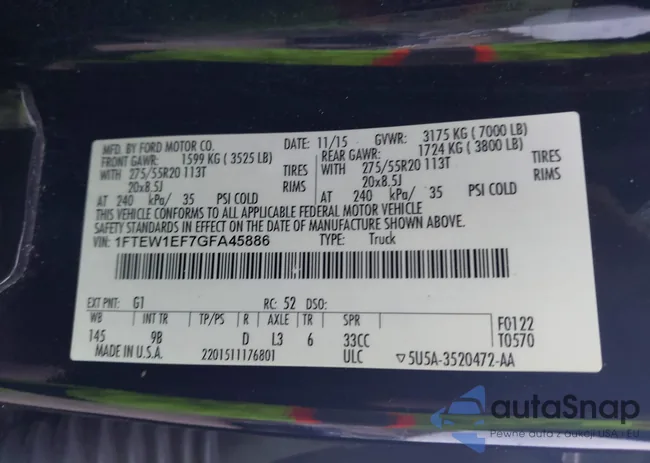 MFD. BY FORD MOTOR CO. DATE: 11/15 GVWR: 3175 KG ( 7000 LB)
FRONT GAWR: 1599 KG ( 3525 LB) REAR GAWR: 1724 KG ( 3800 LB)
WITH 275/55R20 113T TIRES WITH 275/55R20 113T TIRES
20x8.5J RIMS 20x8.5J RIMS
AT 240 kPa/ 35 PSI COLD AT 240 kPa/ 35 PSI COLD
THIS VEHICLE CONFORMS TO ALL APPLICABLE FEDERAL MOTOR VEHICLE
SAFETY STANDARDS IN EFFECT ON THE DATE OF MANUFACTURE SHOWN ABOVE.
VIN: 1FTEW1EF7GFA45886 TYPE: Truck
EXT PNT: G1 RC: 52 DSO:
WB INT TR TP/PS R AXLE TR SPR F0122
145 9B D L3 6 33CC T0570
MADE IN U.S.A. 2201511176801 ULC 5U5A-3520472-AA
autaSnap
Pewne auta z aukcji USA i EU